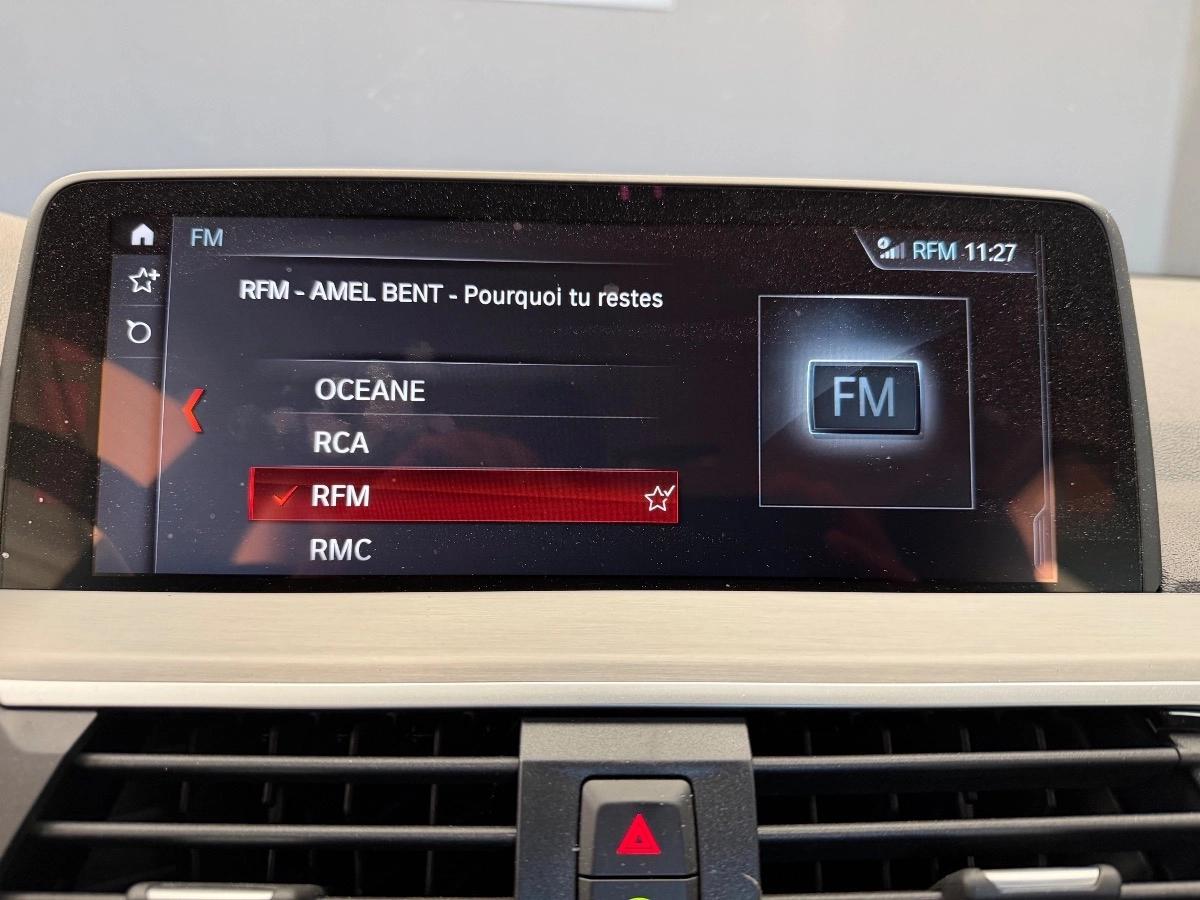 FM
RFM 11:27
RFM - AMEL BENT - Pourquoi tu restes
OCEANE
RCA
RFM
RMC
FM